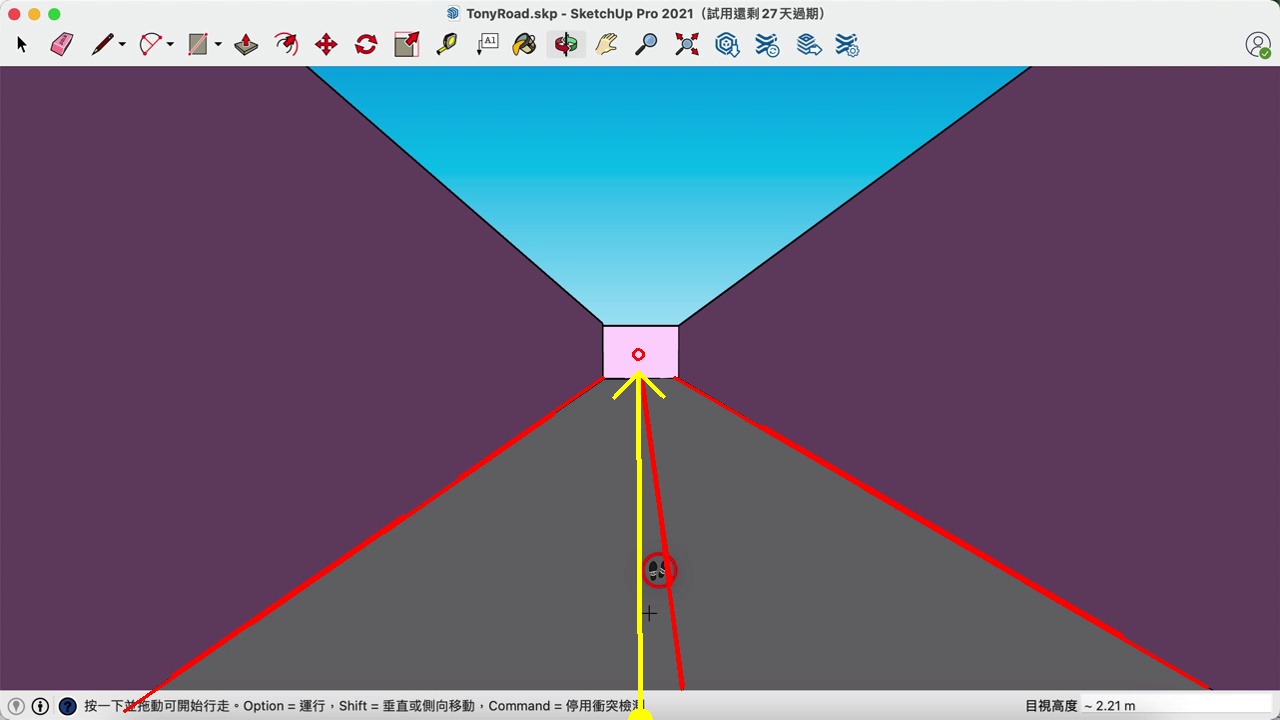 TonyRoad.skp - SketchUp Pro 2021（試用還剩 27 天過期）
A1
按一下並拖動可開始行走。Option = 運行，Shift = 垂直或側向移動，Command = 停用衝突檢測
目視高度 ~ 2.21 m